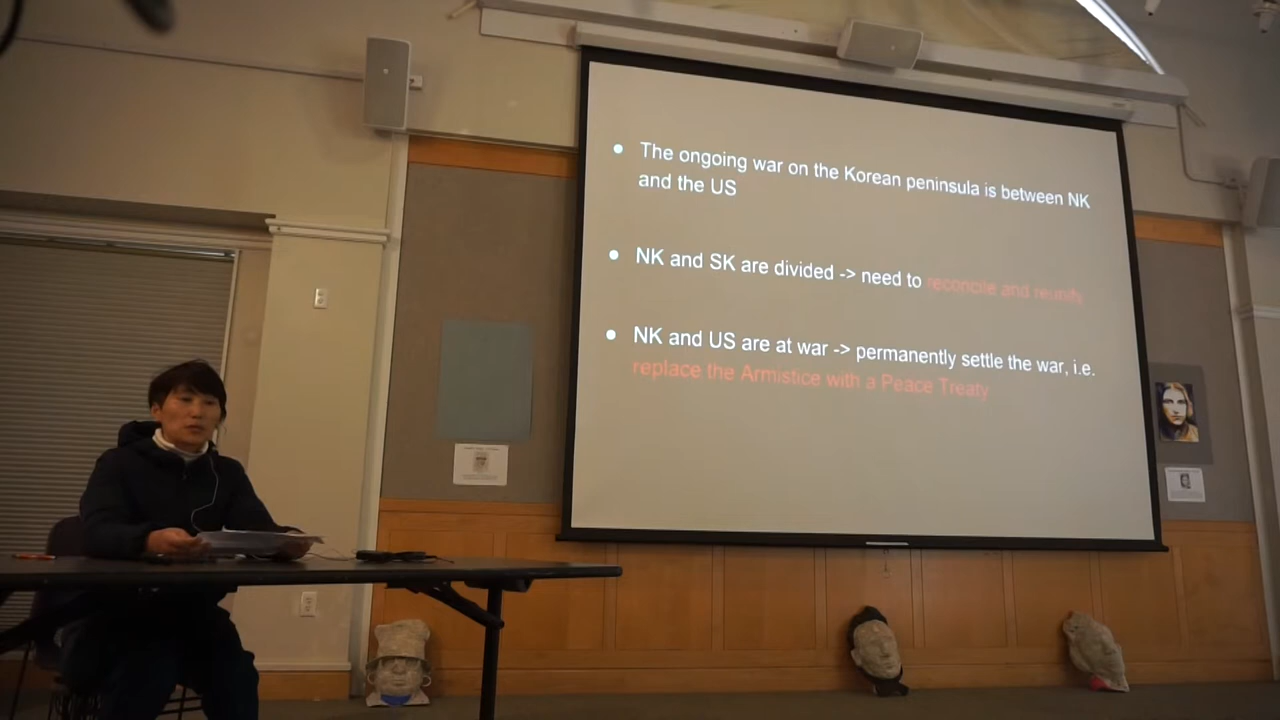 The ongoing war on the Korean peninsula is between NK
and the US
NK and SK are divided -> need to reconcile and reunify
NK and US are at war -> permanently settle the war, i.e.
replace the Armistice with a Peace Treaty